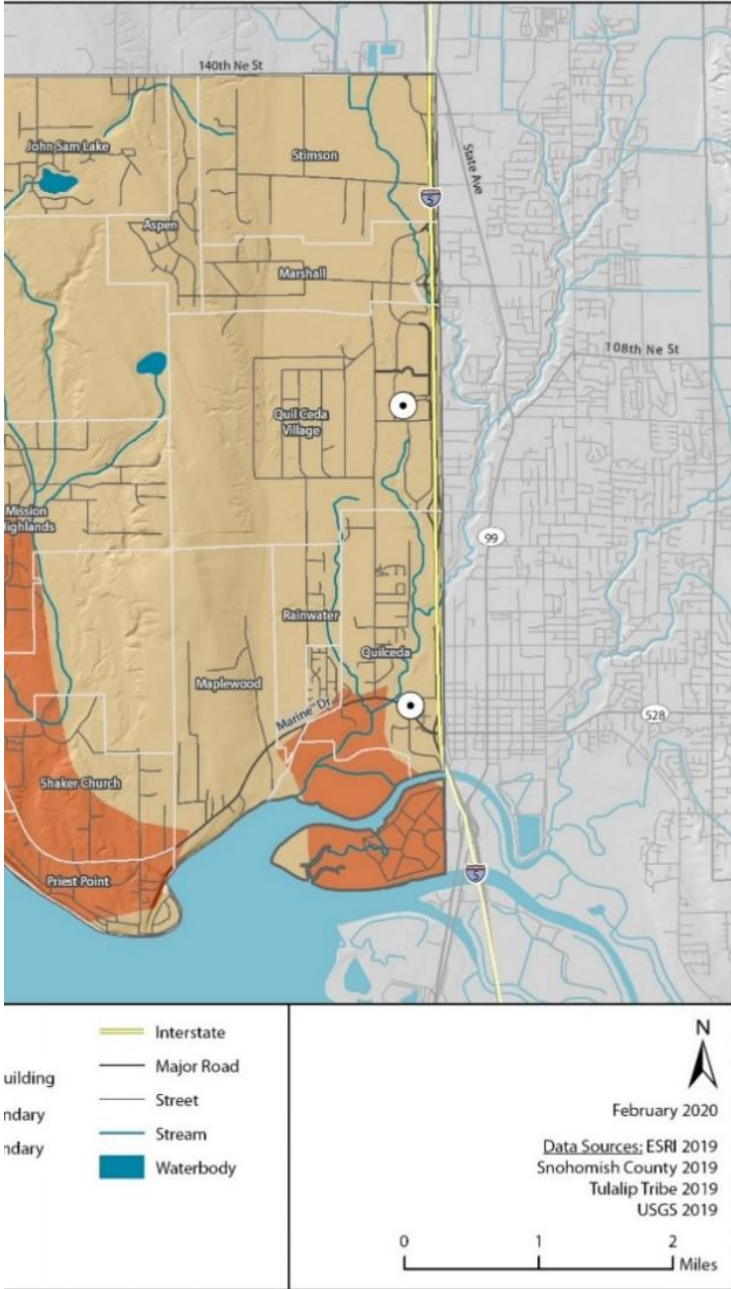 140th Ne St
John Sam Lake
Stimson
State Ave
5
Aspen
Marshall
108th Ne St
Quil Ceda
Village
Mission
Highlands
99
Rainwater
Quilceda
Maplewood
Marine Dr
528
Shaker Church
Priest Point
5
Interstate
Major Road
uilding
Street
ndary
Stream
ndary
Waterbody
N
February 2020
Data Sources: ESRI 2019
Snohomish County 2019
Tulalip Tribe 2019
USGS 2019
0 1 2
Miles